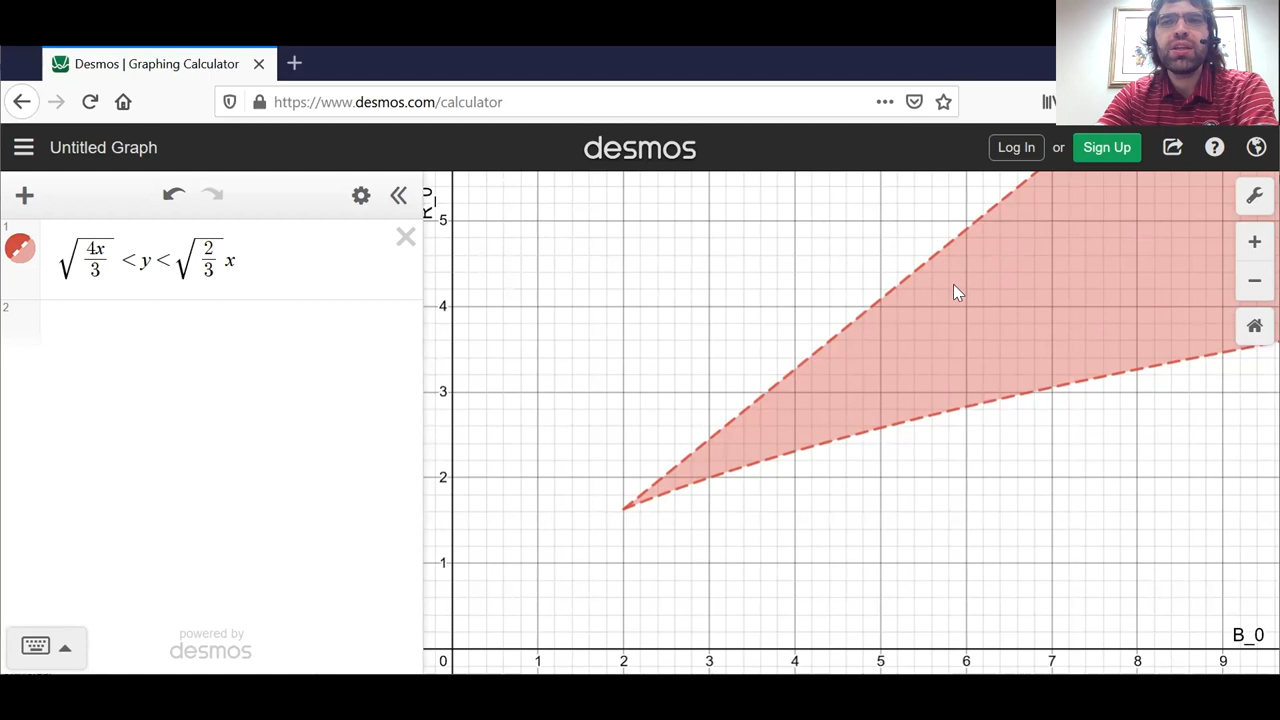 Desmos | Graphing Calculator
https://www.desmos.com/calculator
Untitled Graph
desmos
Log In or Sign Up
1
√(4x/3) < y < √(2/3) x
2
powered by
desmos
5
4
3
2
1
0 1 2 3 4 5 6 7 8 9
B_0